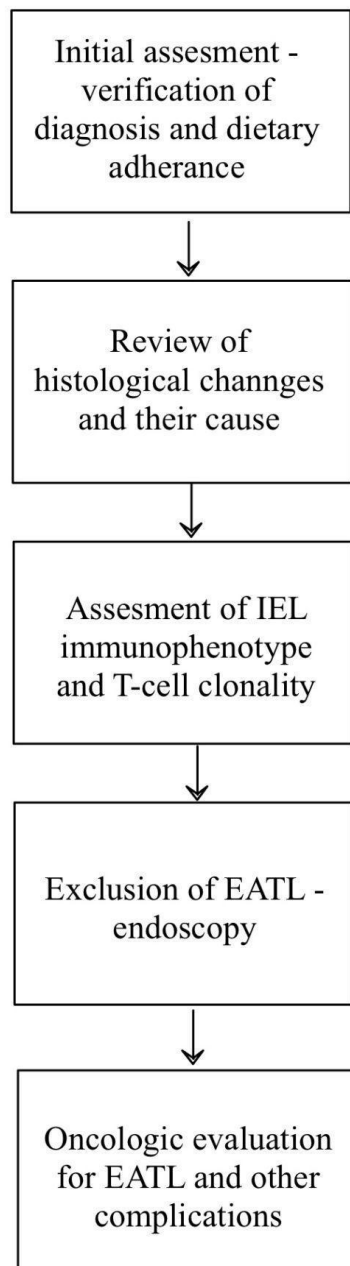 Initial assesment -
verification of
diagnosis and dietary
adherance
Review of
histological channges
and their cause
Assesment of IEL
immunophenotype
and T-cell clonality
Exclusion of EATL -
endoscopy
Oncologic evaluation
for EATL and other
complications